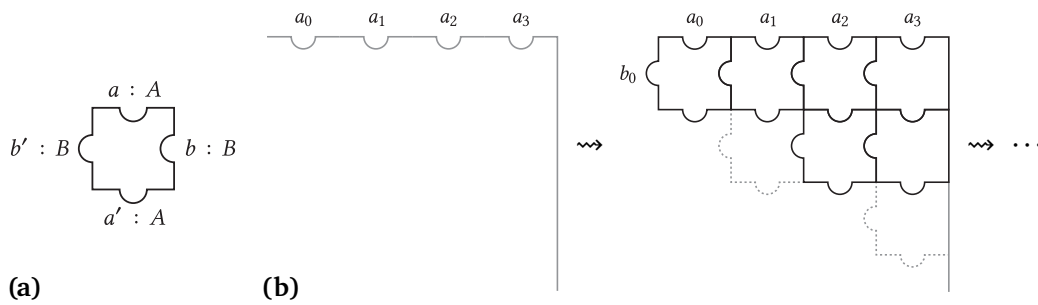 a₀ a₁ a₂ a₃ a₀ a₁ a₂ a₃
b₀
a : A
b′ : B b : B
a′ : A
⇝ ⇝ ···
(a) (b)